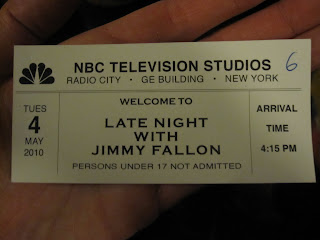 NBC TELEVISION STUDIOS 6
RADIO CITY · GE BUILDING · NEW YORK
TUES
4
MAY
2010
WELCOME TO
LATE NIGHT
WITH
JIMMY FALLON
PERSONS UNDER 17 NOT ADMITTED
ARRIVAL
TIME
4:15 PM